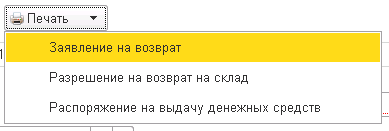 Печать
Заявление на возврат
Разрешение на возврат на склад
Распоряжение на выдачу денежных средств